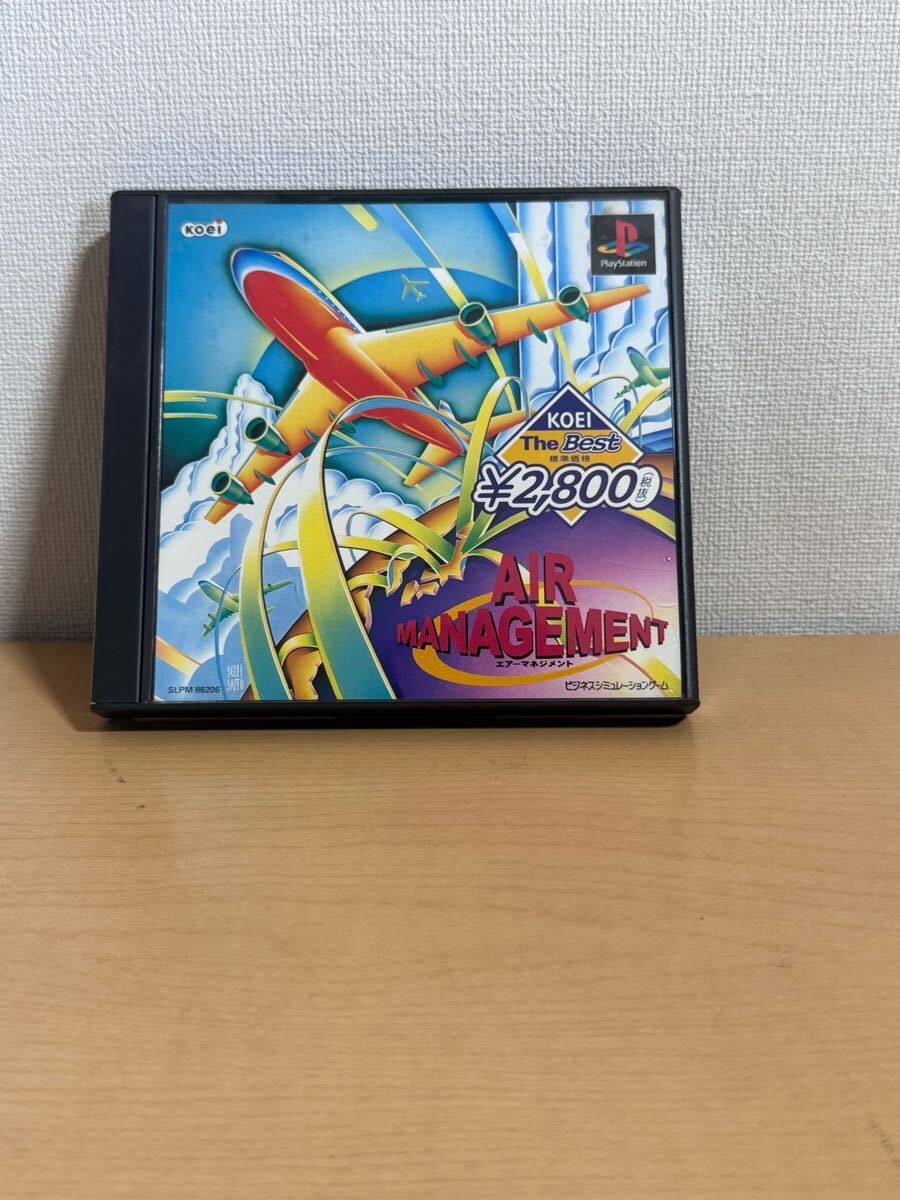 koei
PlayStation
KOEI
The Best
標準価格
¥2,800(税抜)
AIR
MANAGEMENT
エアーマネジメント
SEIJI
SAITO
SLPM 86206
ビジネスシミュレーションゲーム